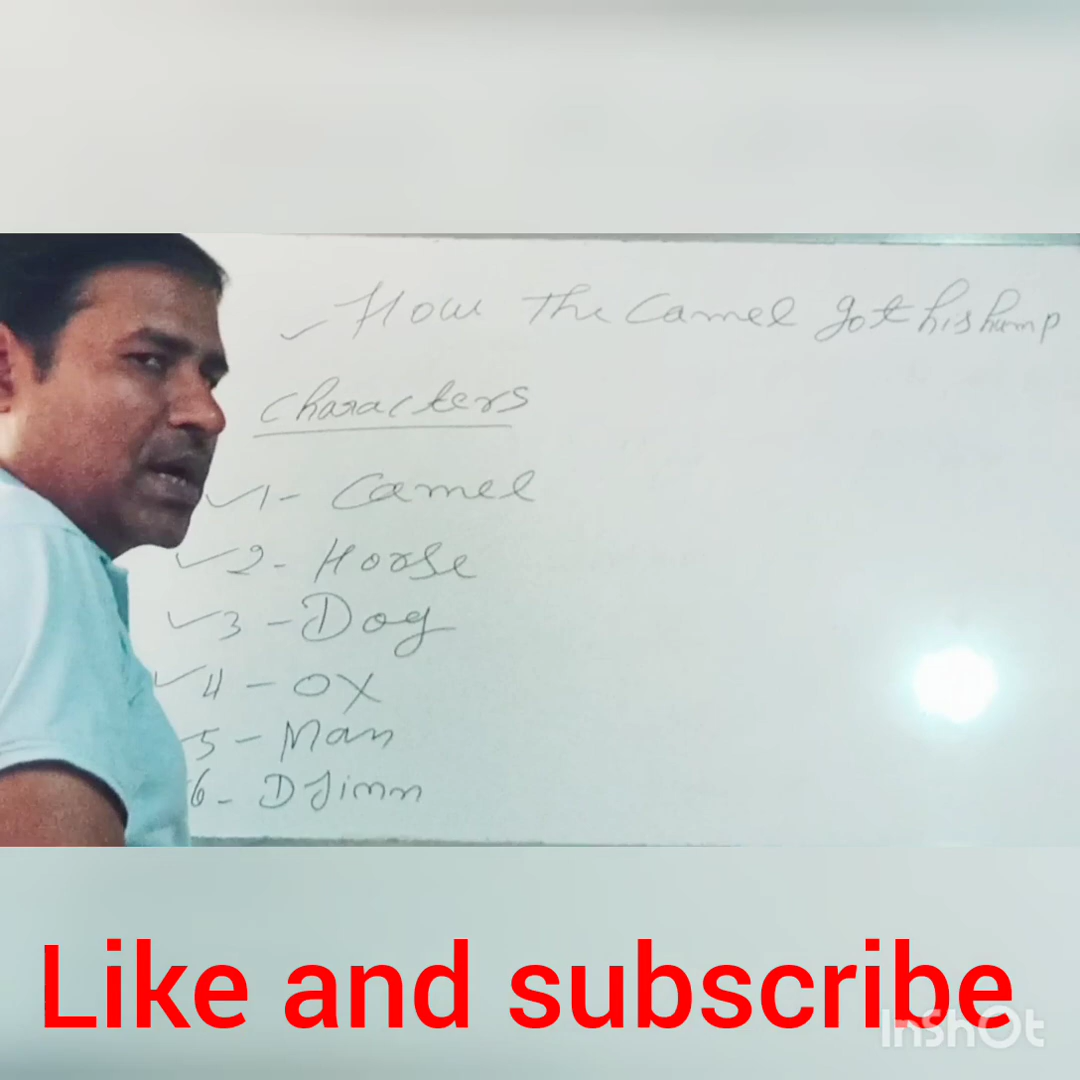 How The Camel got his hump
Characters
1- Camel
2- Horse
3- Dog
4- OX
5- Man
6- DJinn
Like and subscribe
InShOt